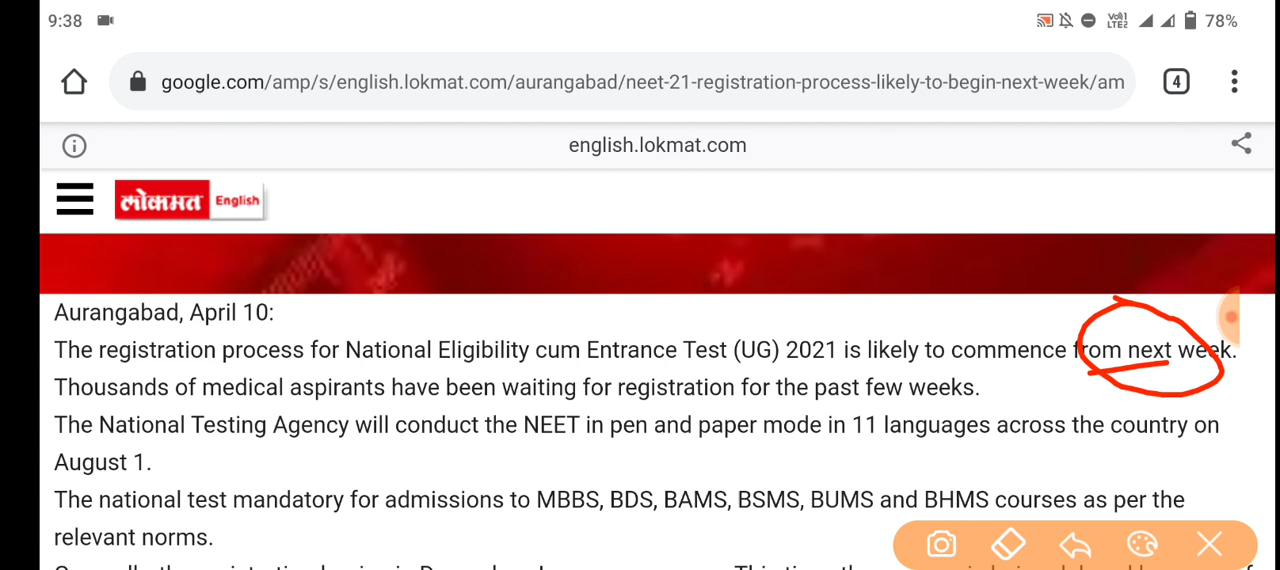 9:38
Vo))1 LTE2 78%
google.com/amp/s/english.lokmat.com/aurangabad/neet-21-registration-process-likely-to-begin-next-week/am
4
english.lokmat.com
लोकमत English
Aurangabad, April 10:
The registration process for National Eligibility cum Entrance Test (UG) 2021 is likely to commence from next week.
Thousands of medical aspirants have been waiting for registration for the past few weeks.
The National Testing Agency will conduct the NEET in pen and paper mode in 11 languages across the country on
August 1.
The national test mandatory for admissions to MBBS, BDS, BAMS, BSMS, BUMS and BHMS courses as per the
relevant norms.